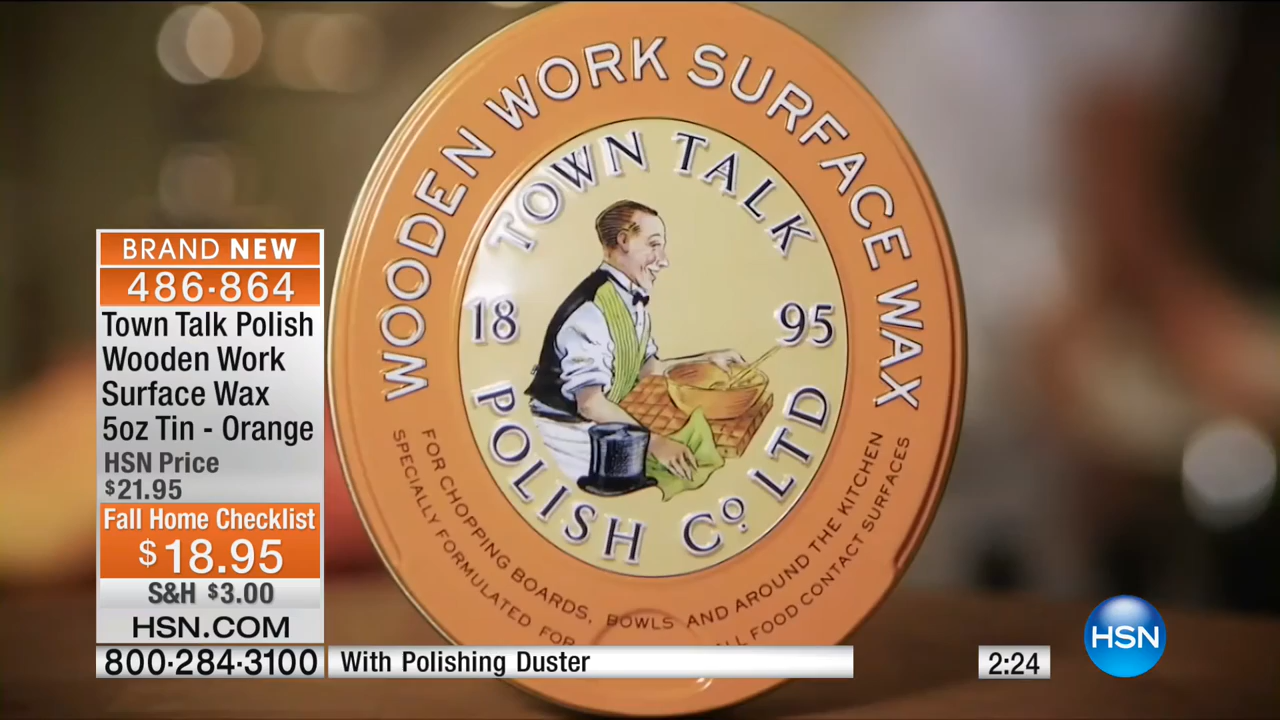 WOODEN WORK SURFACE WAX
TOWN TALK
18 95
POLISH Cº LTD
FOR CHOPPING BOARDS, BOWLS AND AROUND THE KITCHEN
SPECIALLY FORMULATED FOR ALL FOOD CONTACT SURFACES
BRAND NEW
486·864
Town Talk Polish
Wooden Work
Surface Wax
5oz Tin - Orange
HSN Price
$21.95
Fall Home Checklist
$18.95
S&H $3.00
HSN.COM
800·284·3100
With Polishing Duster
2:24
HSN